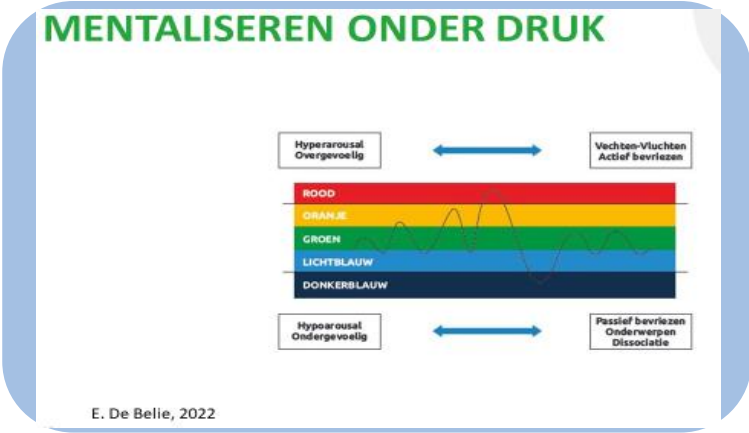 MENTALISEREN ONDER DRUK
Hyperarousal
Overgevoelig
Vechten-Vluchten
Actief bevriezen
ROOD
ORANJE
GROEN
LICHTBLAUW
DONKERBLAUW
Hypoarousal
Ondergevoelig
Passief bevriezen
Onderwerpen
Dissociatie
E. De Belie, 2022